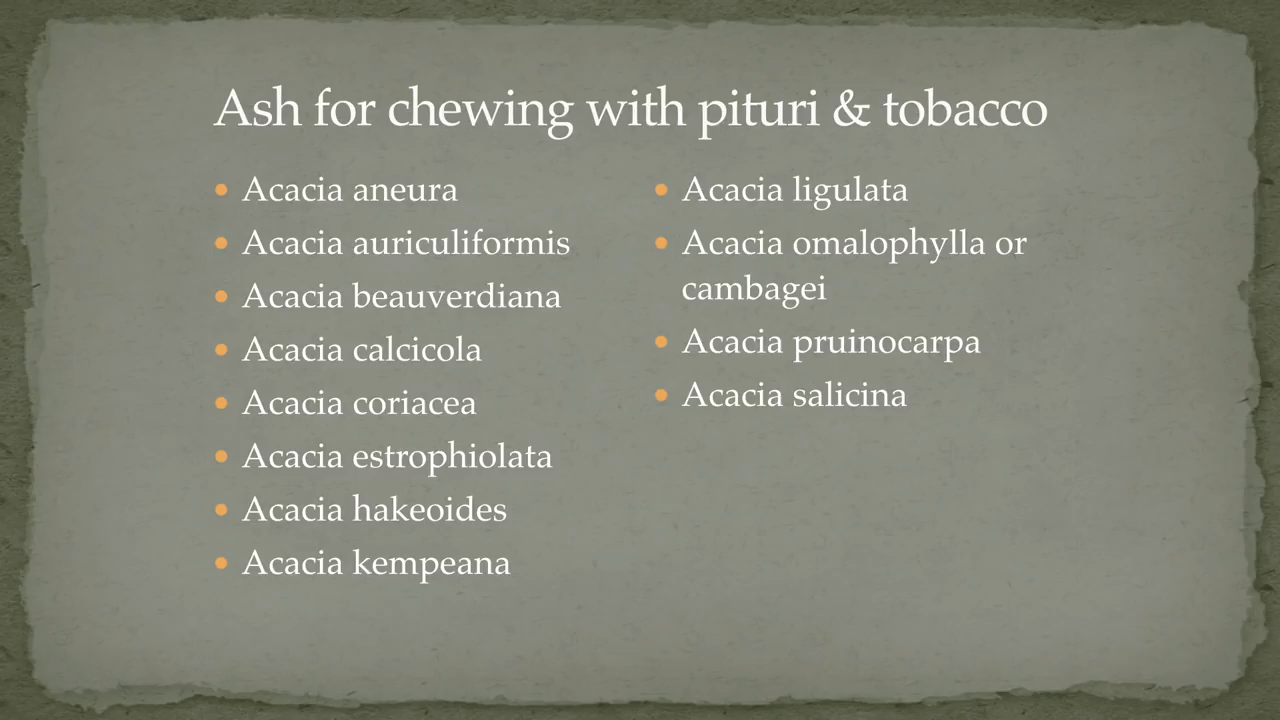 Ash for chewing with pituri & tobacco
• Acacia aneura
• Acacia auriculiformis
• Acacia beauverdiana
• Acacia calcicola
• Acacia coriacea
• Acacia estrophiolata
• Acacia hakeoides
• Acacia kempeana
• Acacia ligulata
• Acacia omalophylla or
cambagei
• Acacia pruinocarpa
• Acacia salicina